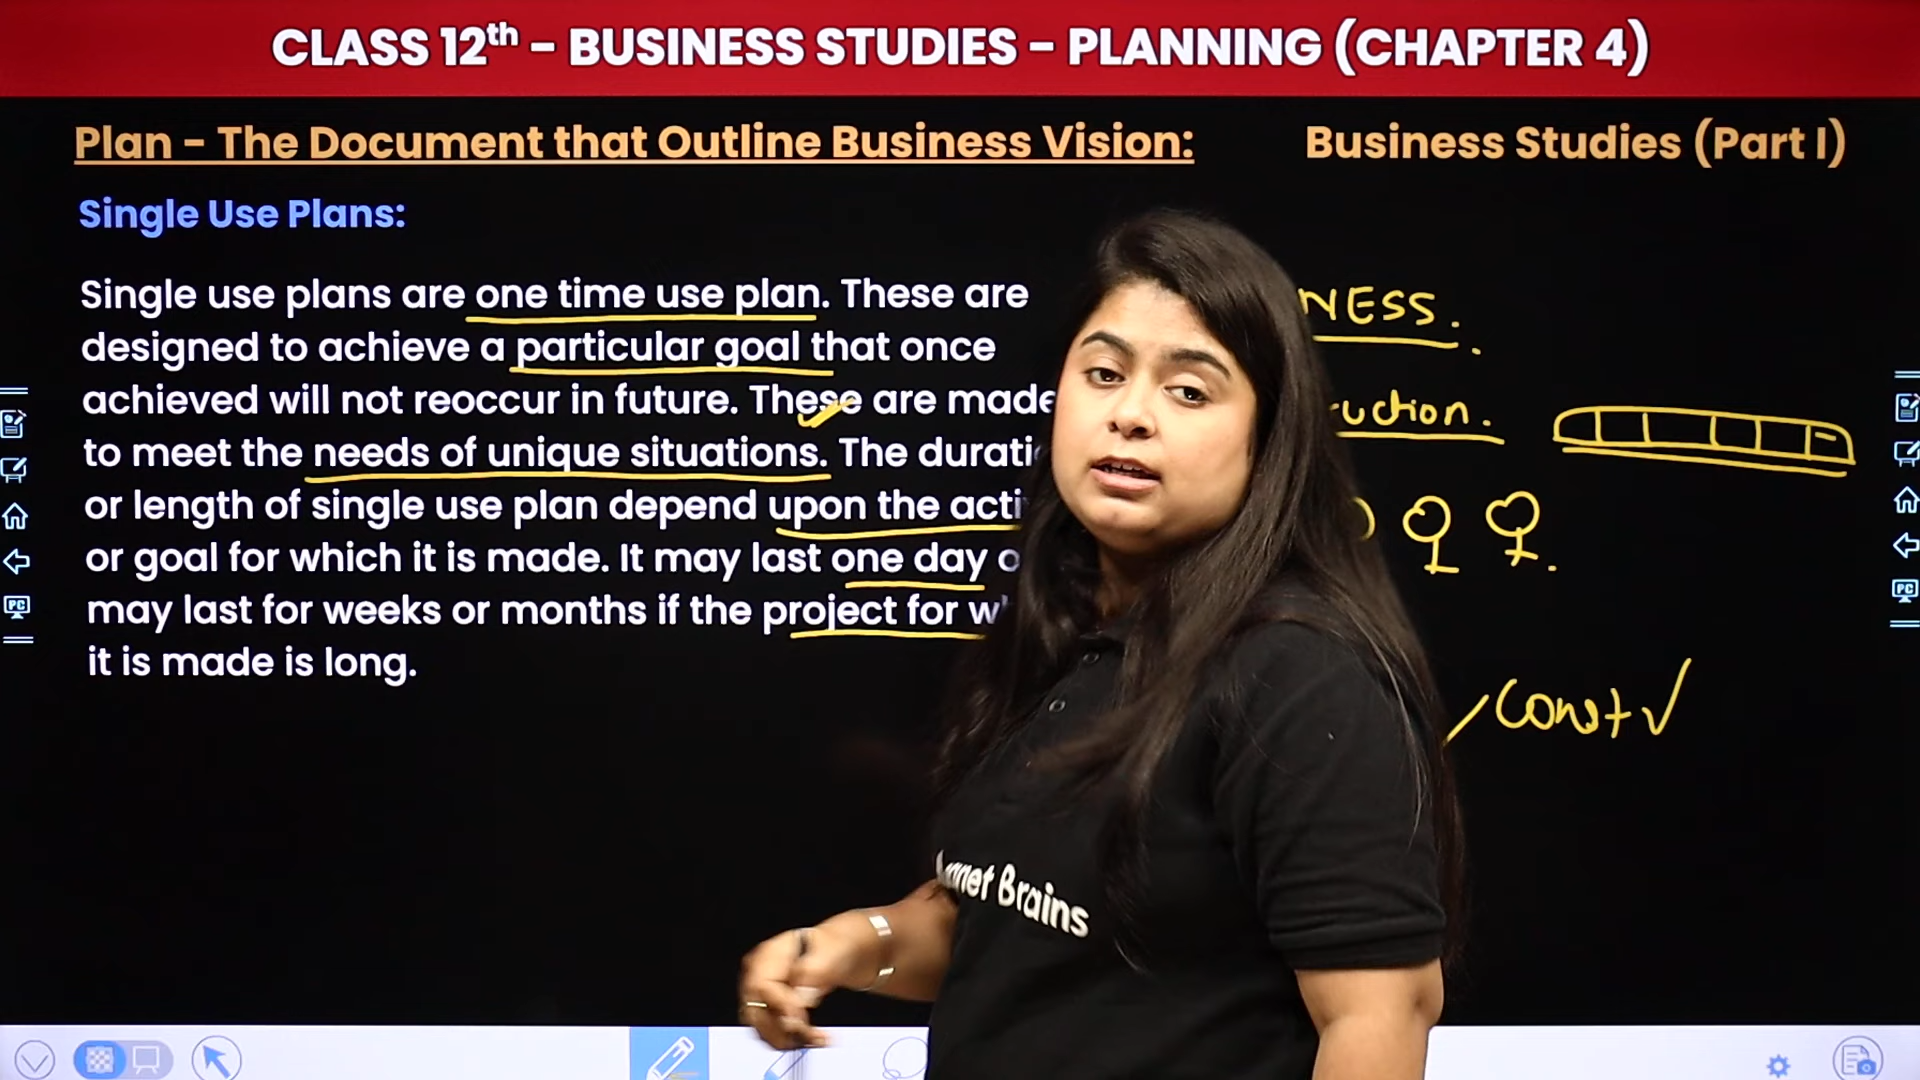 CLASS 12th – BUSINESS STUDIES – PLANNING (CHAPTER 4)
Plan – The Document that Outline Business Vision:
Business Studies (Part I)
Single Use Plans:
Single use plans are one time use plan. These are
designed to achieve a particular goal that once
achieved will not reoccur in future. These are made
to meet the needs of unique situations. The durati
or length of single use plan depend upon the acti
or goal for which it is made. It may last one day o
may last for weeks or months if the project for w
it is made is long.
NESS.
uction.
Const ✓
anet Brains
PC
PC